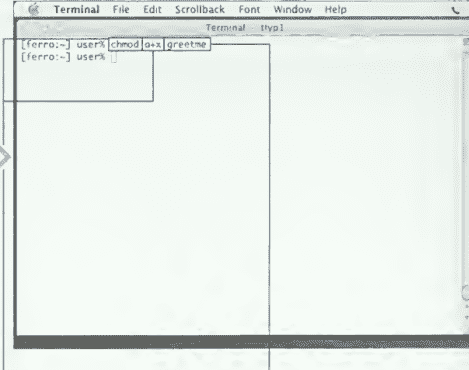 Terminal File Edit Scrollback Font Window Help
Terminal ttyp1
[ferro:~] user% chmod a+x greetme
[ferro:~] user%